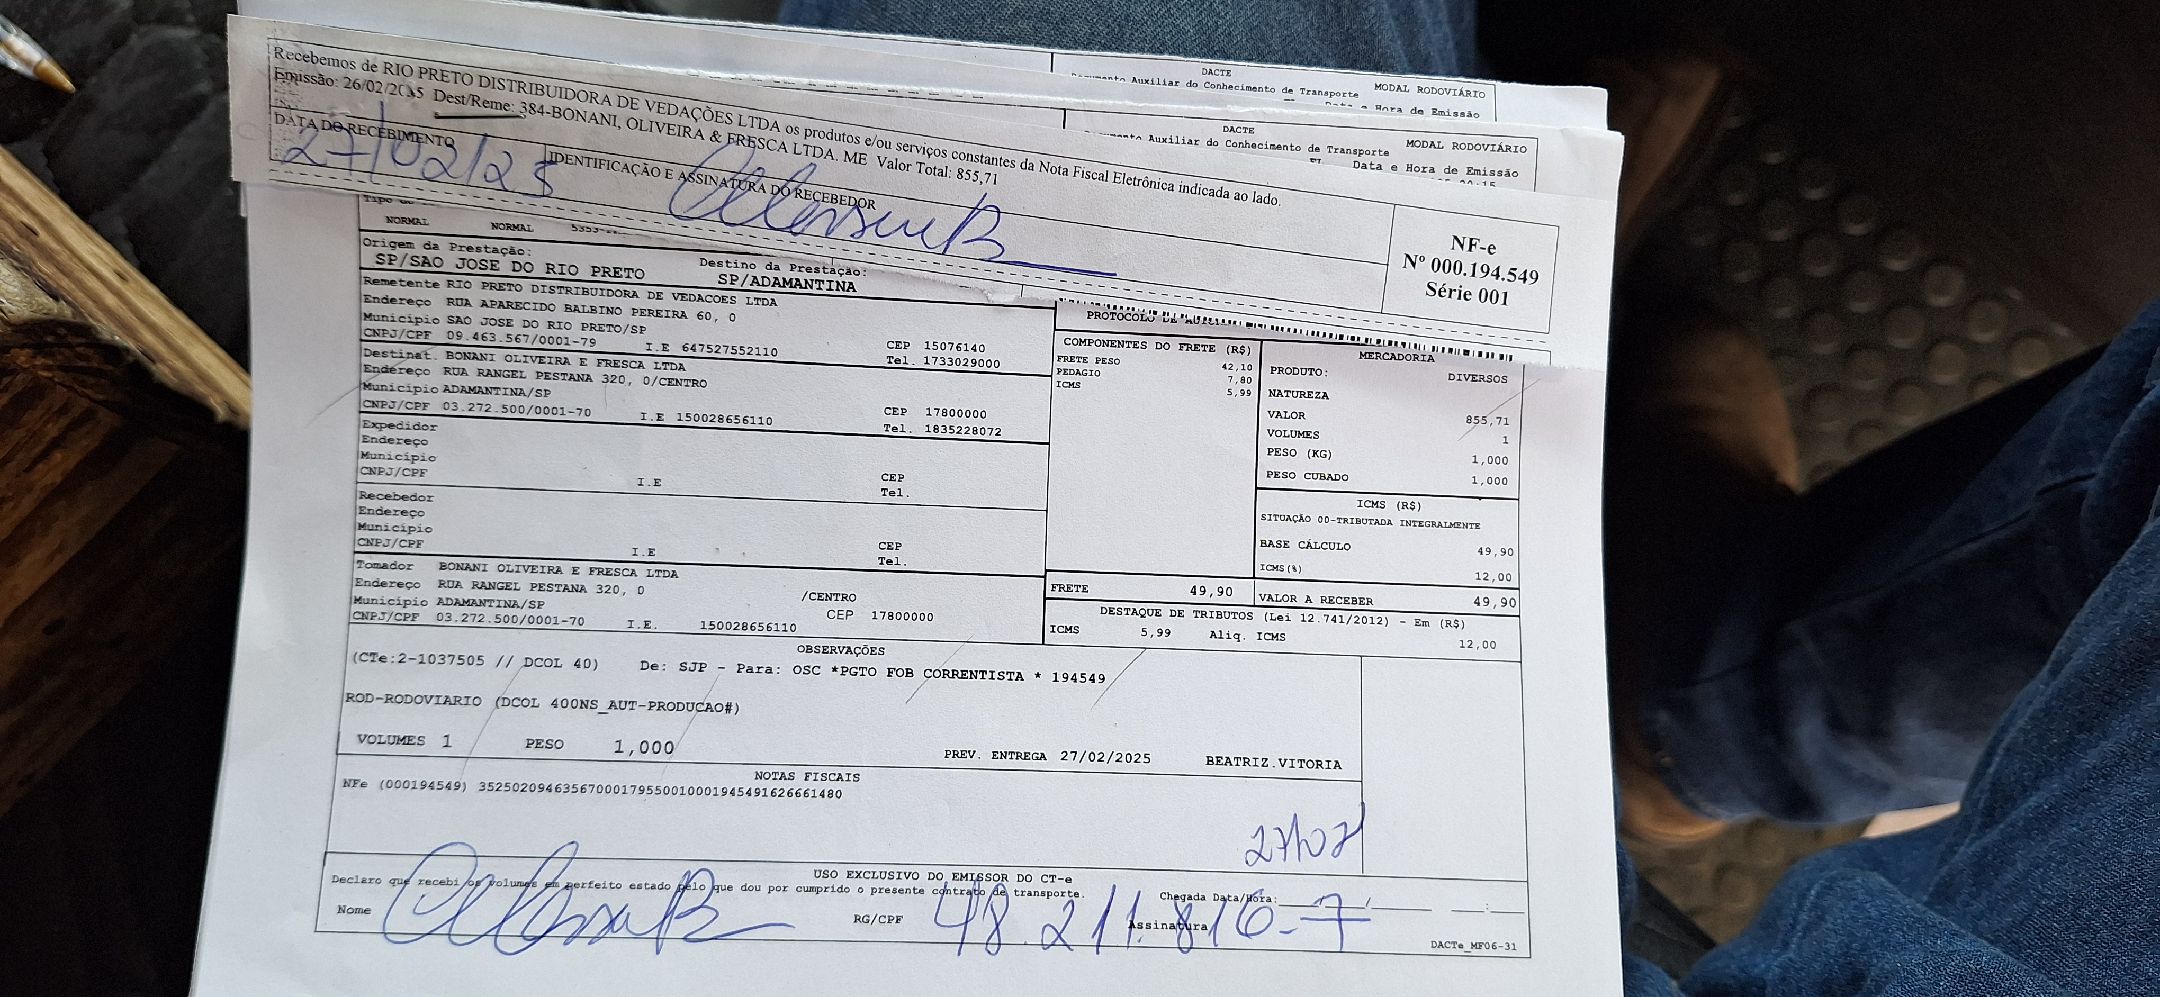 DACTE
Auxiliar do Conhecimento de Transporte
MODAL RODOVIÁRIO
e Hora de Emissão
DACTE
Auxiliar do Conhecimento de Transporte
MODAL RODOVIÁRIO
Data e Hora de Emissão
Recebemos de RIO PRETO DISTRIBUIDORA DE VEDAÇÕES LTDA os produtos e/ou serviços constantes da Nota Fiscal Eletrônica indicada ao lado.
Emissão: 26/02/2025 Dest/Reme: 384-BONANI, OLIVEIRA & FRESCA LTDA. ME Valor Total: 855,71
DATA DO RECEBIMENTO
27/02/25
IDENTIFICAÇÃO E ASSINATURA DO RECEBEDOR
NF-e
Nº 000.194.549
Série 001
NORMAL NORMAL
Origem da Prestação:
SP/SAO JOSE DO RIO PRETO
Destino da Prestação:
SP/ADAMANTINA
Remetente RIO PRETO DISTRIBUIDORA DE VEDACOES LTDA
Endereço RUA APARECIDO BALBINO PEREIRA 60, 0
Município SAO JOSE DO RIO PRETO/SP CEP 15076140
CNPJ/CPF 09.463.567/0001-79 I.E 647527552110 Tel. 1733029000
Destinat. BONANI OLIVEIRA E FRESCA LTDA
Endereço RUA RANGEL PESTANA 320, 0/CENTRO
Município ADAMANTINA/SP CEP 17800000
CNPJ/CPF 03.272.500/0001-70 I.E 150028656110 Tel. 1835228072
Expedidor
Endereço
Município CEP
CNPJ/CPF I.E Tel.
Recebedor
Endereço
Município CEP
CNPJ/CPF I.E Tel.
Tomador BONANI OLIVEIRA E FRESCA LTDA
Endereço RUA RANGEL PESTANA 320, 0 /CENTRO
Município ADAMANTINA/SP CEP 17800000
CNPJ/CPF 03.272.500/0001-70 I.E. 150028656110
PROTOCOLO DE
COMPONENTES DO FRETE (R$)
FRETE PESO 42,10
PEDAGIO 7,80
ICMS 5,99
FRETE 49,90
MERCADORIA
PRODUTO: DIVERSOS
NATUREZA
VALOR 855,71
VOLUMES 1
PESO (KG) 1,000
PESO CUBADO 1,000
ICMS (R$)
SITUAÇÃO 00-TRIBUTADA INTEGRALMENTE
BASE CÁLCULO 49,90
ICMS(%) 12,00
VALOR A RECEBER 49,90
DESTAQUE DE TRIBUTOS (Lei 12.741/2012) - Em (R$)
ICMS 5,99 Aliq. ICMS 12,00
OBSERVAÇÕES
(CTe:2-1037505 // DCOL 40) De: SJP - Para: OSC *PGTO FOB CORRENTISTA * 194549
ROD-RODOVIARIO (DCOL 400NS_AUT-PRODUCAO#)
VOLUMES 1 PESO 1,000 PREV. ENTREGA 27/02/2025 BEATRIZ.VITORIA
NOTAS FISCAIS
NFe (000194549) 35250209463567000179550010001945491626661480
27/02
USO EXCLUSIVO DO EMISSOR DO CT-e
Declaro que recebi os volumes em perfeito estado pelo que dou por cumprido o presente contrato de transporte.
Chegada Data/Hora:
Nome RG/CPF 48.211.816-7 Assinatura
DACTe_MF06-31